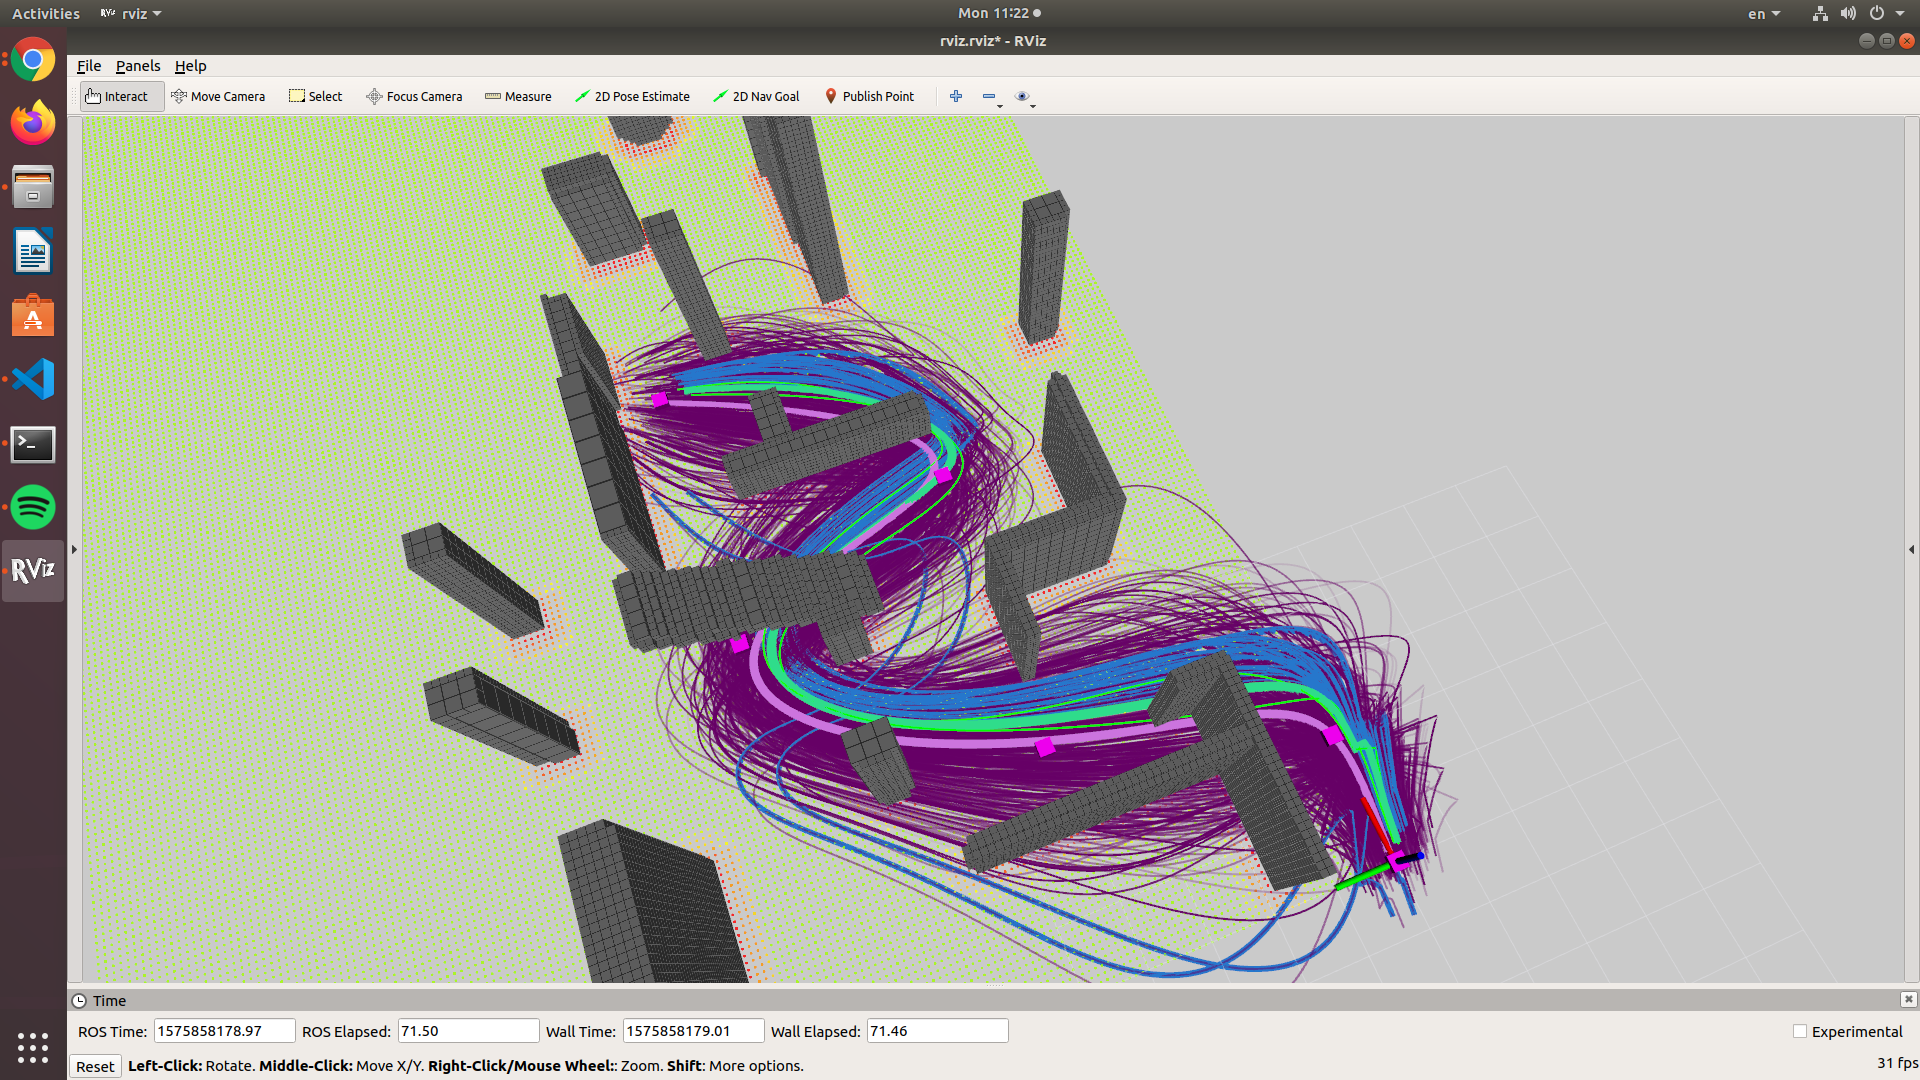 Activities RViz rviz Mon 11:22 en
rviz.rviz* - RViz
File Panels Help
Interact Move Camera Select Focus Camera Measure 2D Pose Estimate 2D Nav Goal Publish Point
RViz
Time
ROS Time: 1575858178.97 ROS Elapsed: 71.50 Wall Time: 1575858179.01 Wall Elapsed: 71.46 Experimental
Reset Left-Click: Rotate. Middle-Click: Move X/Y. Right-Click/Mouse Wheel:: Zoom. Shift: More options. 31 fps